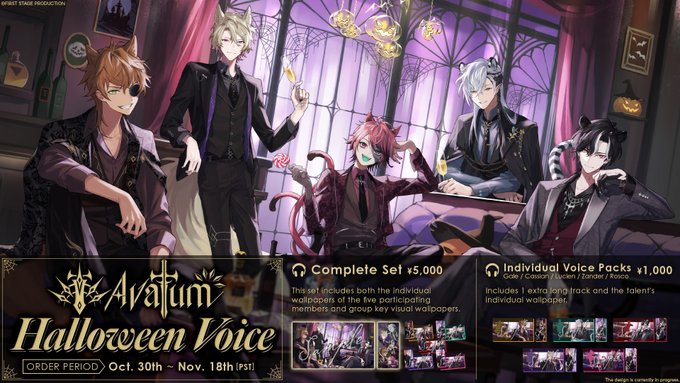 ©FIRST STAGE PRODUCTION
Avatum
Halloween Voice
ORDER PERIOD Oct. 30th ~ Nov. 18th [PST]
Complete Set ¥5,000
This set includes both the individual
wallpapers of the five participating
members and group key visual wallpapers.
Individual Voice Packs ¥1,000
Gale / Cassian / Lucien / Zander / Rosco
Includes 1 extra long track and the talent's
individual wallpaper.
The design is currently in progress.